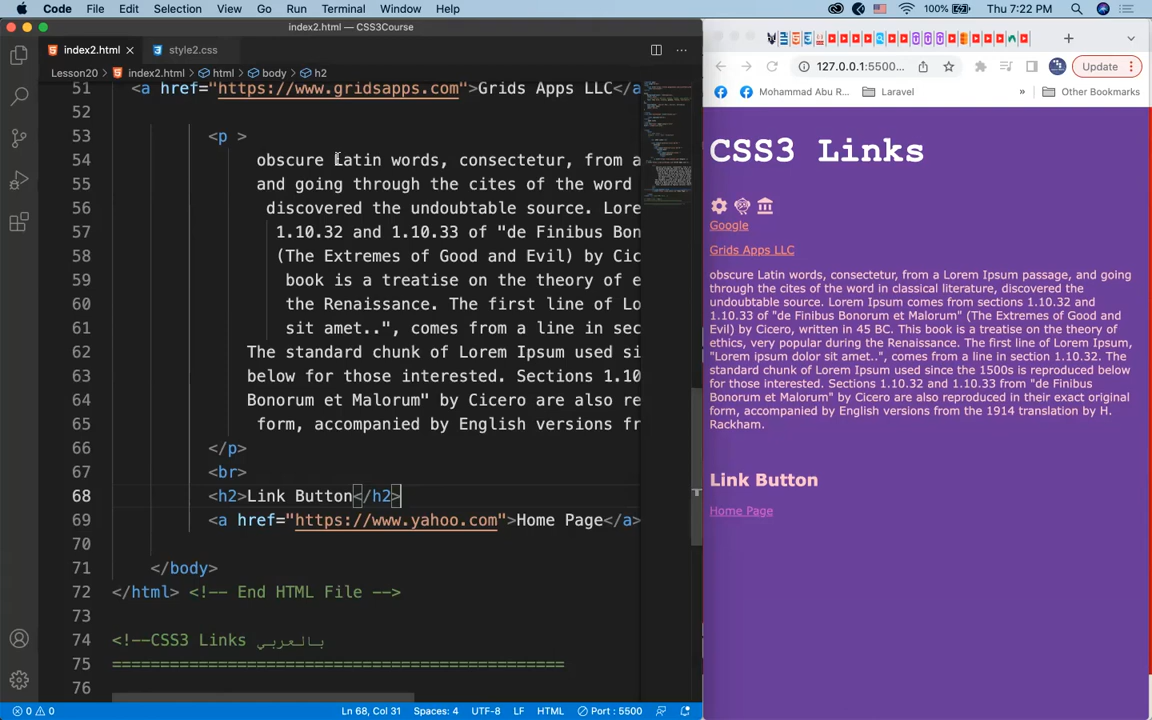 Code File Edit Selection View Go Run Terminal Window Help
100% Thu Jan 5 7:22 PM
index2.html — CSS3Course
index2.html style2.css
Lesson20 > index2.html > html > body > h2
51 <a href="https://www.gridsapps.com">Grids Apps LLC</a
52
53 <p >
54 obscure Latin words, consectetur, from a
55 and going through the cites of the word
56 discovered the undoubtable source. Lore
57 1.10.32 and 1.10.33 of "de Finibus Bon
58 (The Extremes of Good and Evil) by Cic
59 book is a treatise on the theory of e
60 the Renaissance. The first line of Lo
61 sit amet..", comes from a line in sec
62 The standard chunk of Lorem Ipsum used si
63 below for those interested. Sections 1.10
64 Bonorum et Malorum" by Cicero are also re
65 form, accompanied by English versions fr
66 </p>
67 <br>
68 <h2>Link Button</h2>
69 <a href="https://www.yahoo.com">Home Page</a>
70
71 </body>
72 </html> <!-- End HTML File -->
73
74 <!--CSS3 Links بالعربي
75 ===============================================
76
0 0 Ln 68, Col 31 Spaces: 4 UTF-8 LF HTML Port : 5500
127.0.0.1:5500... Update
Mohammad Abu R... Laravel » Other Bookmarks
CSS3 Links
Google
Grids Apps LLC
obscure Latin words, consectetur, from a Lorem Ipsum passage, and going
through the cites of the word in classical literature, discovered the
undoubtable source. Lorem Ipsum comes from sections 1.10.32 and
1.10.33 of "de Finibus Bonorum et Malorum" (The Extremes of Good and
Evil) by Cicero, written in 45 BC. This book is a treatise on the theory of
ethics, very popular during the Renaissance. The first line of Lorem Ipsum,
"Lorem ipsum dolor sit amet..", comes from a line in section 1.10.32. The
standard chunk of Lorem Ipsum used since the 1500s is reproduced below
for those interested. Sections 1.10.32 and 1.10.33 from "de Finibus
Bonorum et Malorum" by Cicero are also reproduced in their exact original
form, accompanied by English versions from the 1914 translation by H.
Rackham.
Link Button
Home Page